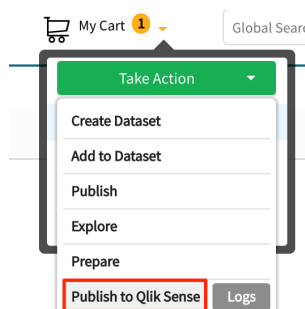 My Cart 1
Global Sear
Take Action
Create Dataset
Add to Dataset
Publish
Explore
Prepare
Publish to Qlik Sense Logs